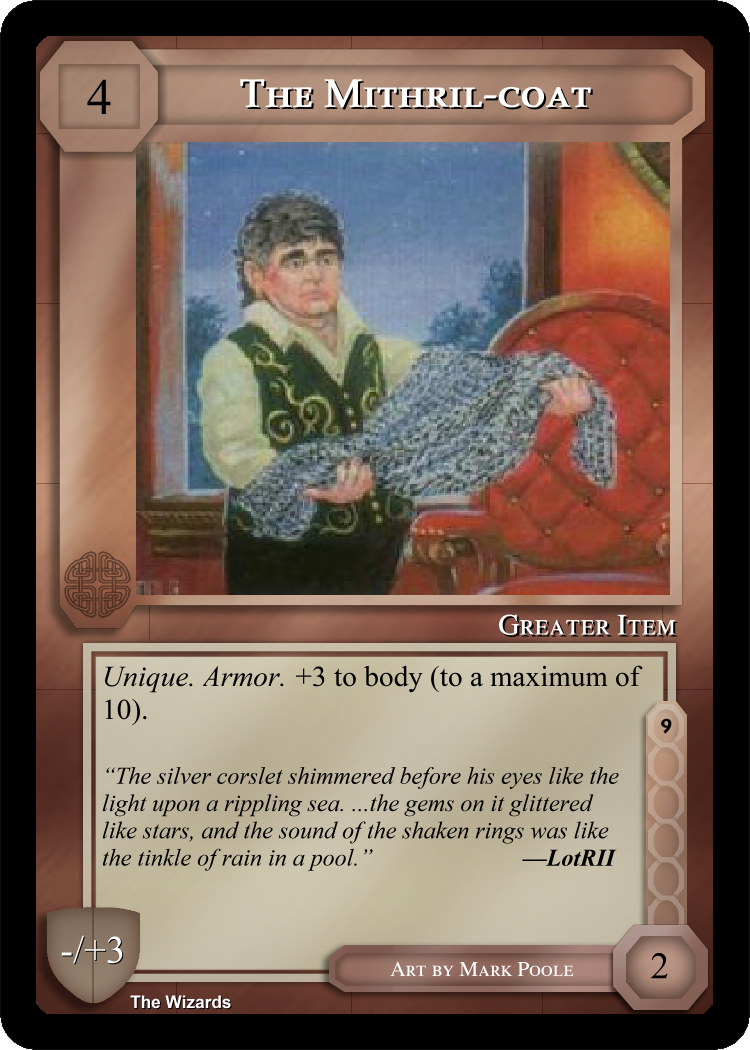 4
The Mithril-coat
Greater Item
Unique. Armor. +3 to body (to a maximum of
10).
9
“The silver corslet shimmered before his eyes like the
light upon a rippling sea. ...the gems on it glittered
like stars, and the sound of the shaken rings was like
the tinkle of rain in a pool.” —LotRII
-/+3
Art by Mark Poole
2
The Wizards